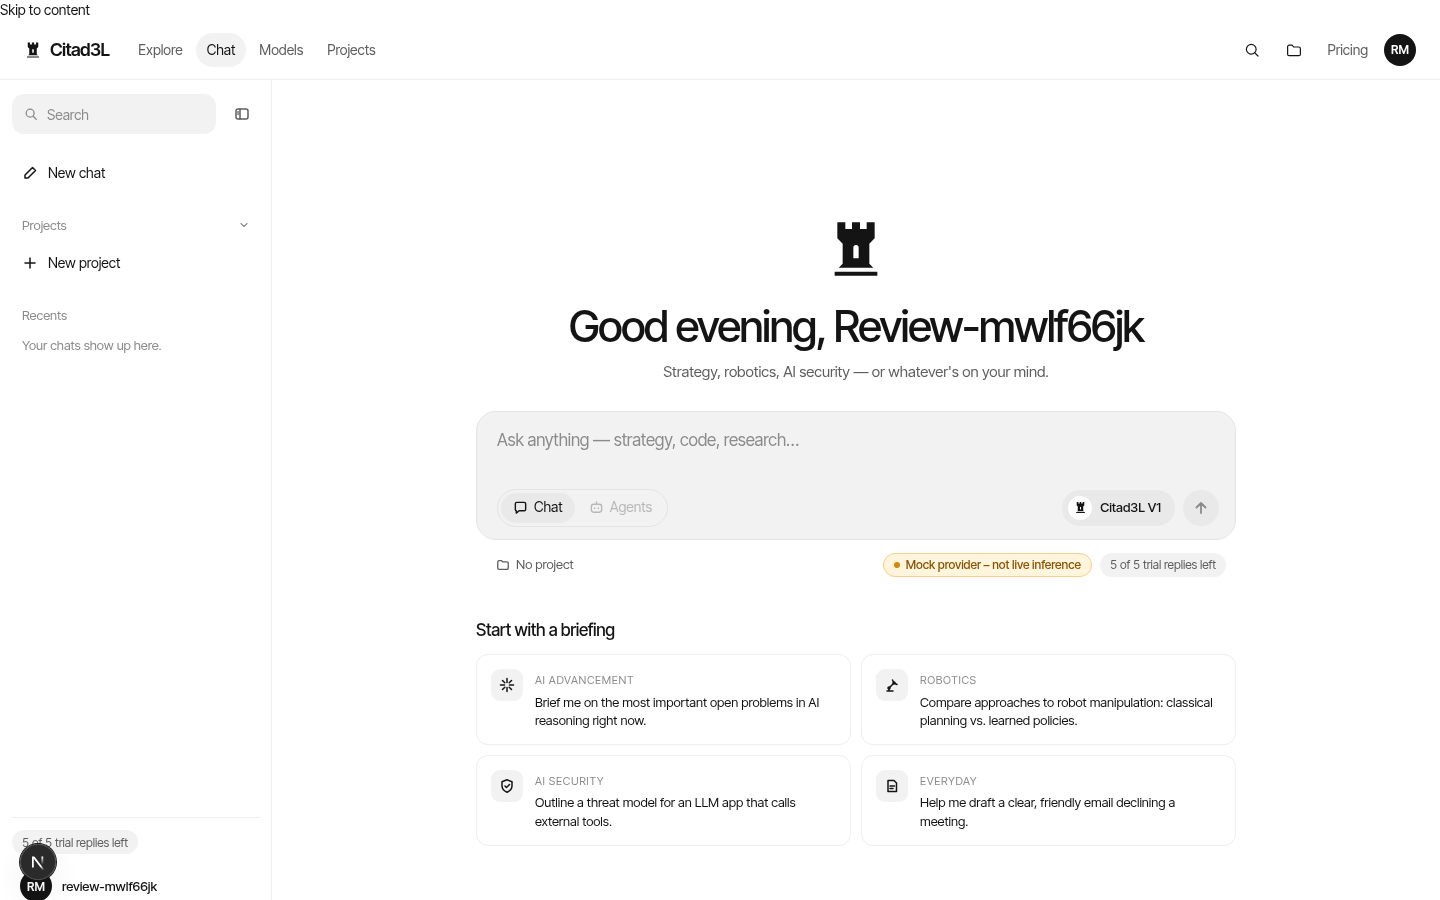 Skip to content
Citad3L
Explore
Chat
Models
Projects
Pricing
RM
Search
New chat
Projects
New project
Recents
Your chats show up here.
Good evening, Review-mwlf66jk
Strategy, robotics, AI security — or whatever's on your mind.
Ask anything — strategy, code, research...
Chat
Agents
Citad3L V1
No project
Mock provider – not live inference
5 of 5 trial replies left
Start with a briefing
AI ADVANCEMENT
Brief me on the most important open problems in AI
reasoning right now.
ROBOTICS
Compare approaches to robot manipulation: classical
planning vs. learned policies.
AI SECURITY
Outline a threat model for an LLM app that calls
external tools.
EVERYDAY
Help me draft a clear, friendly email declining a
meeting.
5 of 5 trial replies left
N
RM
review-mwlf66jk